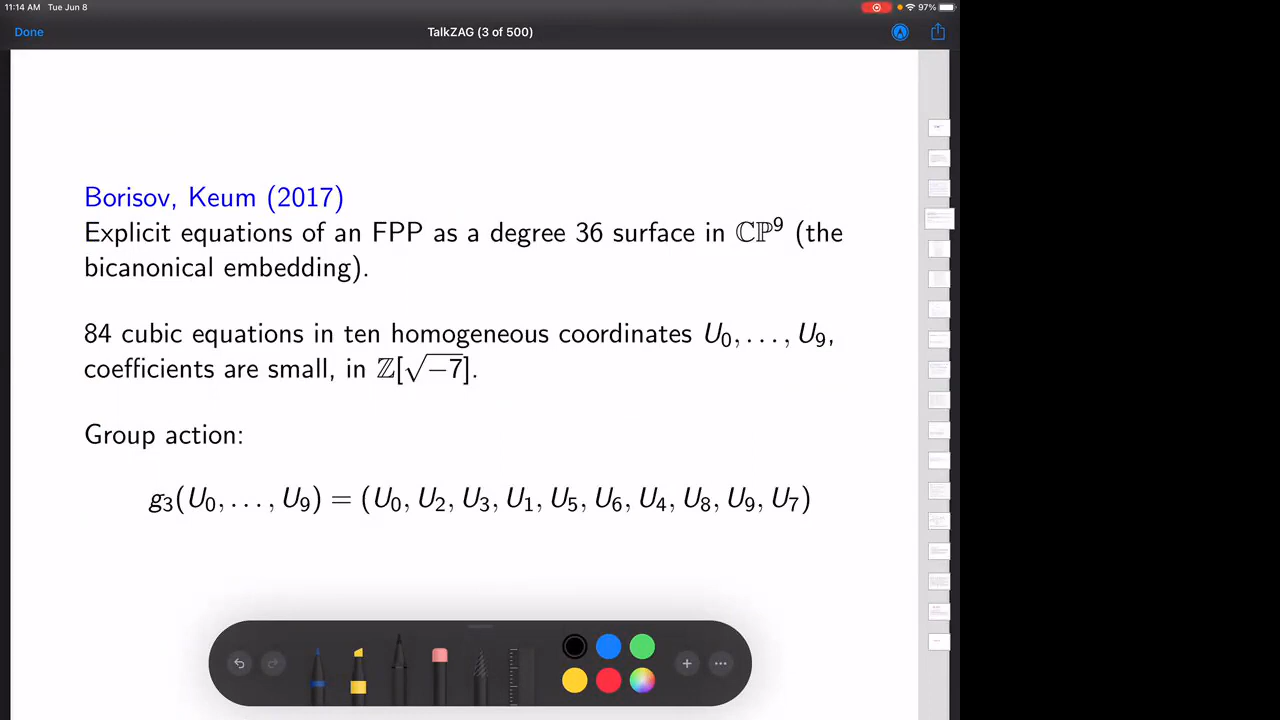 11:14 AM Tue Jun 8
97%
Done
TalkZAG (3 of 500)
Borisov, Keum (2017)
Explicit equations of an FPP as a degree 36 surface in ℂℙ⁹ (the
bicanonical embedding).
84 cubic equations in ten homogeneous coordinates U₀, . . . , U₉,
coefficients are small, in ℤ[√−7].
Group action:
g₃(U₀, . . . , U₉) = (U₀, U₂, U₃, U₁, U₅, U₆, U₄, U₈, U₉, U₇)